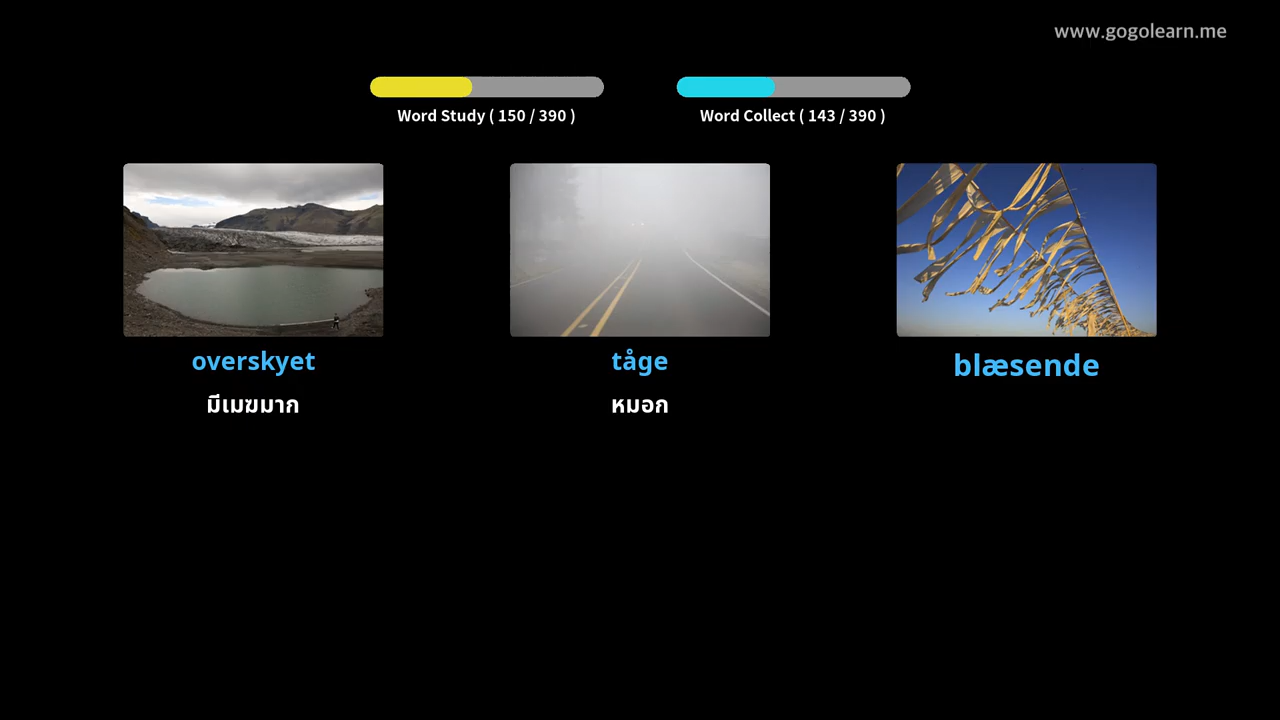 www.gogolearn.me
Word Study ( 150 / 390 )
Word Collect ( 143 / 390 )
overskyet
tåge
blæsende
มีเมฆมาก
หมอก